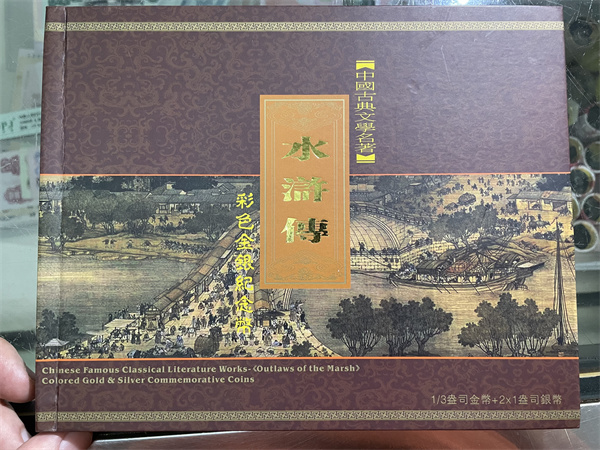 【中國古典文學名著】
水滸傳
彩色金銀紀念幣
Chinese Famous Classical Literature Works-《Outlaws of the Marsh》
Colored Gold & Silver Commemorative Coins
1/3盎司金幣+2x1盎司銀幣